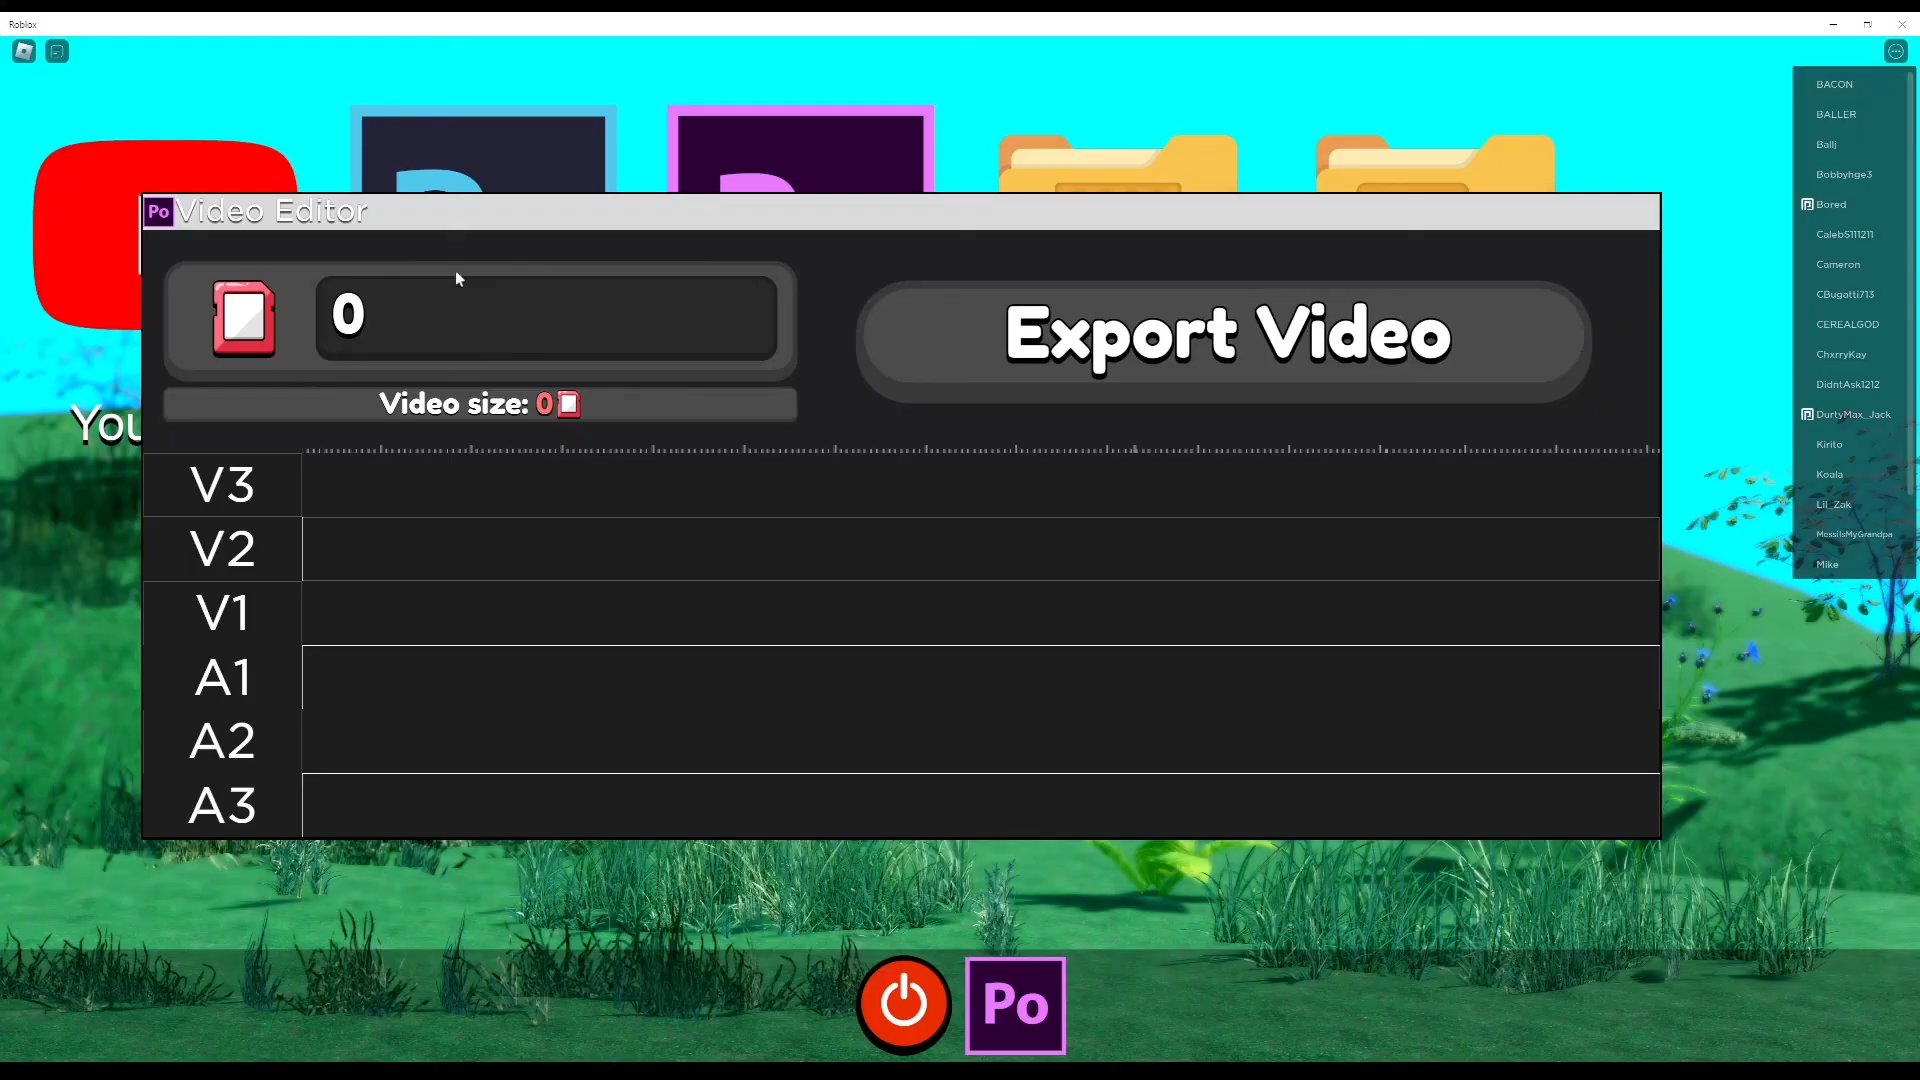 Roblox
Po Video Editor
0
Export Video
Video size: 0
You
V3
V2
V1
A1
A2
A3
Po
BACON
BALLER
Ballj
Bobbyhge3
Bored
CalebS111211
Cameron
CBugatti713
CEREALGOD
ChxrryKay
DidntAsk1212
DurtyMax_Jack
Kirito
Koala
Lil_Zak
MessiIsMyGrandpa
Mike